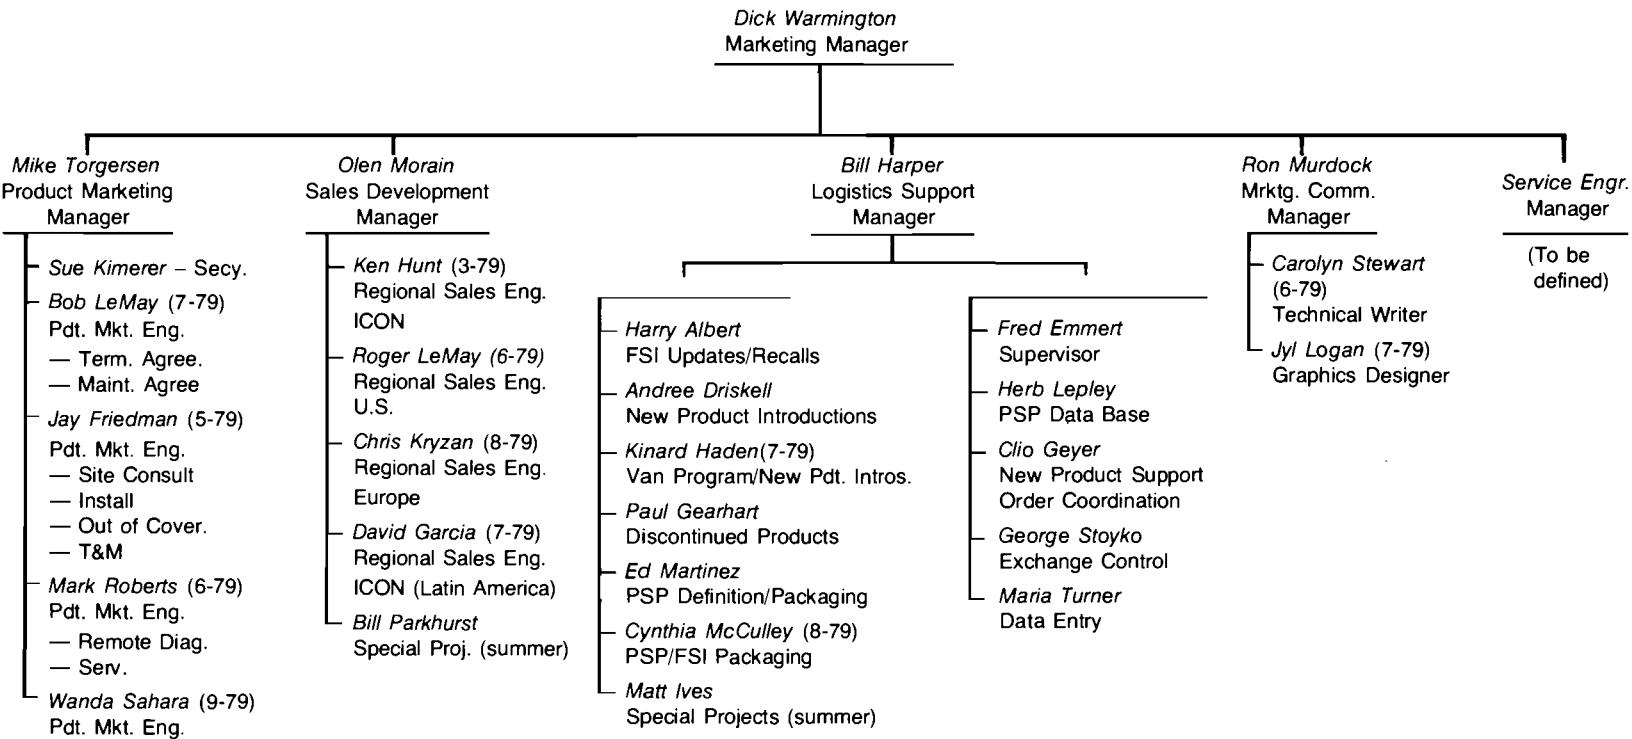 Dick Warmington
Marketing Manager
Mike Torgersen
Product Marketing
Manager
Sue Kimerer – Secy.
Bob LeMay (7-79)
Pdt. Mkt. Eng.
— Term. Agree.
— Maint. Agree
Jay Friedman (5-79)
Pdt. Mkt. Eng.
— Site Consult
— Install
— Out of Cover.
— T&M
Mark Roberts (6-79)
Pdt. Mkt. Eng.
— Remote Diag.
— Serv.
Wanda Sahara (9-79)
Pdt. Mkt. Eng.
Olen Morain
Sales Development
Manager
Ken Hunt (3-79)
Regional Sales Eng.
ICON
Roger LeMay (6-79)
Regional Sales Eng.
U.S.
Chris Kryzan (8-79)
Regional Sales Eng.
Europe
David Garcia (7-79)
Regional Sales Eng.
ICON (Latin America)
Bill Parkhurst
Special Proj. (summer)
Bill Harper
Logistics Support
Manager
Harry Albert
FSI Updates/Recalls
Andree Driskell
New Product Introductions
Kinard Haden(7-79)
Van Program/New Pdt. Intros.
Paul Gearhart
Discontinued Products
Ed Martinez
PSP Definition/Packaging
Cynthia McCulley (8-79)
PSP/FSI Packaging
Matt Ives
Special Projects (summer)
Fred Emmert
Supervisor
Herb Lepley
PSP Data Base
Clio Geyer
New Product Support
Order Coordination
George Stoyko
Exchange Control
Maria Turner
Data Entry
Ron Murdock
Mrktg. Comm.
Manager
Carolyn Stewart
(6-79)
Technical Writer
Jyl Logan (7-79)
Graphics Designer
Service Engr.
Manager
(To be
defined)